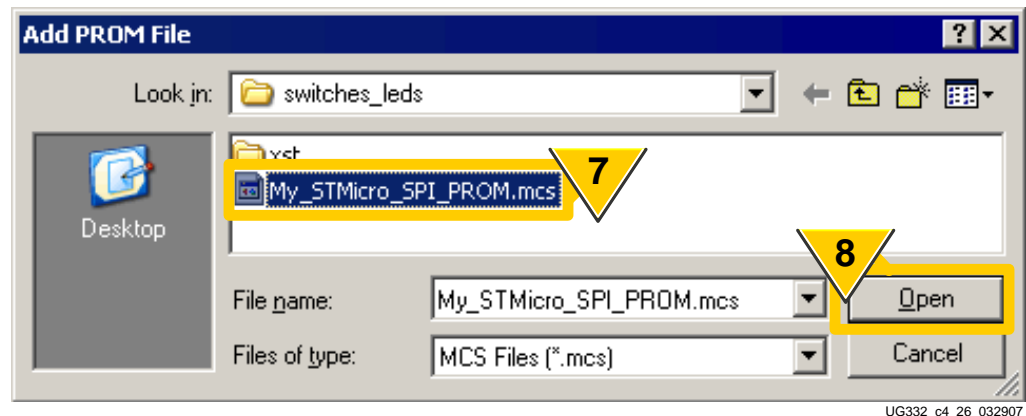 Add PROM File
Look in: switches_leds
xst
My_STMicro_SPI_PROM.mcs
7
Desktop
8
File name: My_STMicro_SPI_PROM.mcs Open
Files of type: MCS Files (*.mcs) Cancel
UG332_c4_26_032907